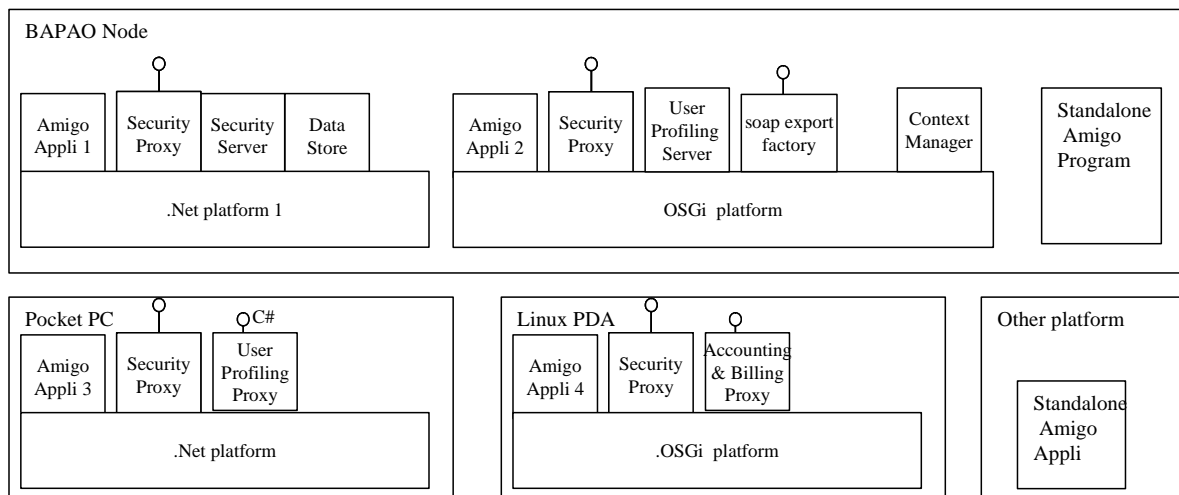 BAPAO Node
Amigo
Appli 1
Security
Proxy
Security
Server
Data
Store
.Net platform 1
Amigo
Appli 2
Security
Proxy
User
Profiling
Server
soap export
factory
Context
Manager
OSGi platform
Standalone
Amigo
Program
Pocket PC
C#
Amigo
Appli 3
Security
Proxy
User
Profiling
Proxy
.Net platform
Linux PDA
Amigo
Appli 4
Security
Proxy
Accounting
& Billing
Proxy
.OSGi platform
Other platform
Standalone
Amigo
Appli